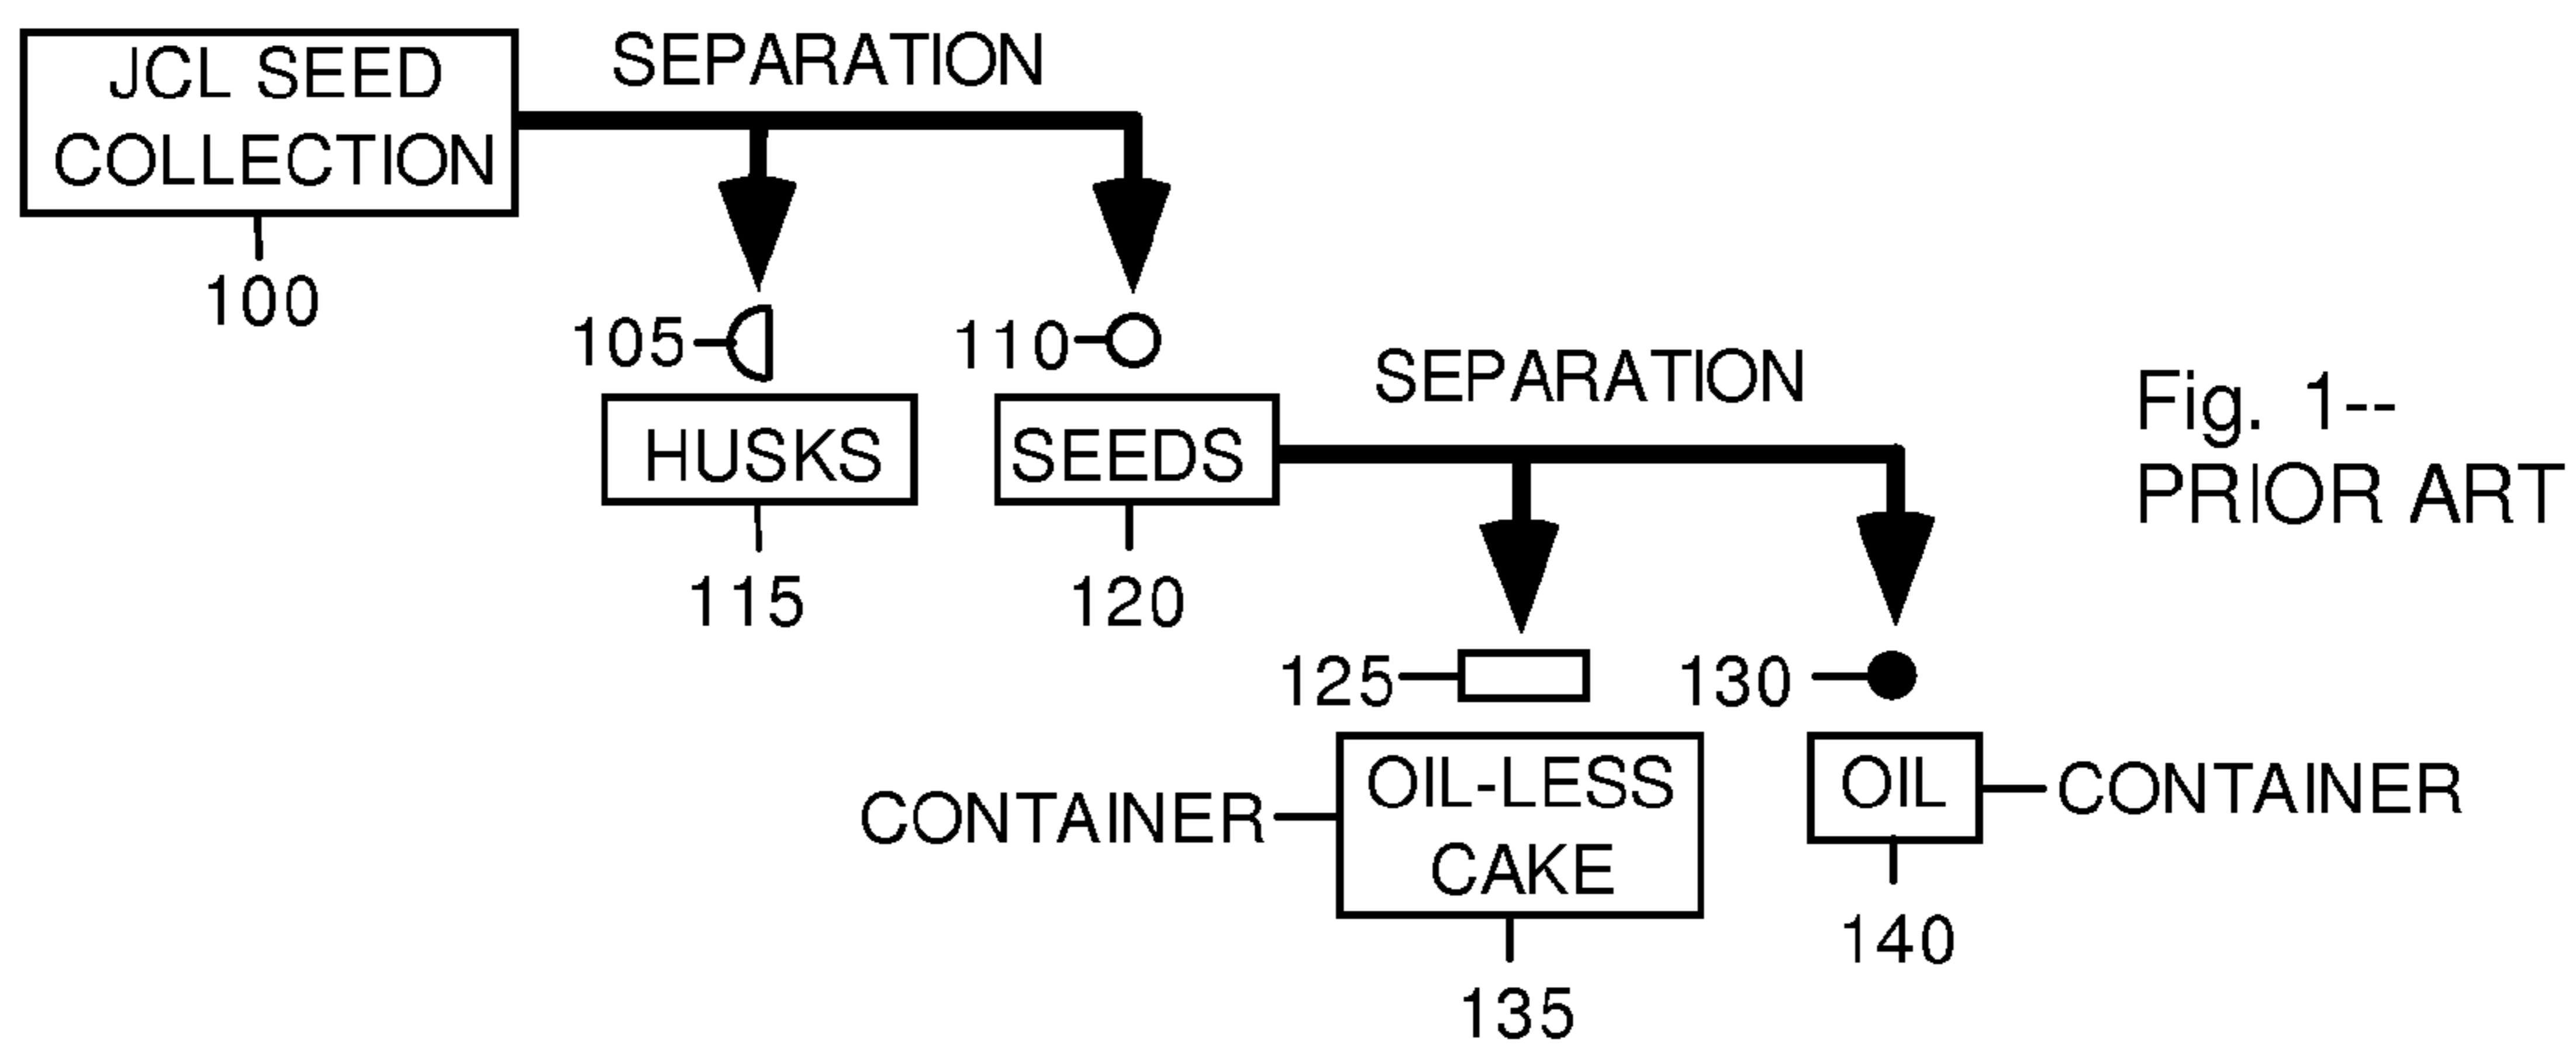 JCL SEED
COLLECTION
SEPARATION
100
105
110
HUSKS
SEEDS
SEPARATION
Fig. 1--
PRIOR ART
115
120
125
130
CONTAINER
OIL-LESS
CAKE
OIL
CONTAINER
135
140